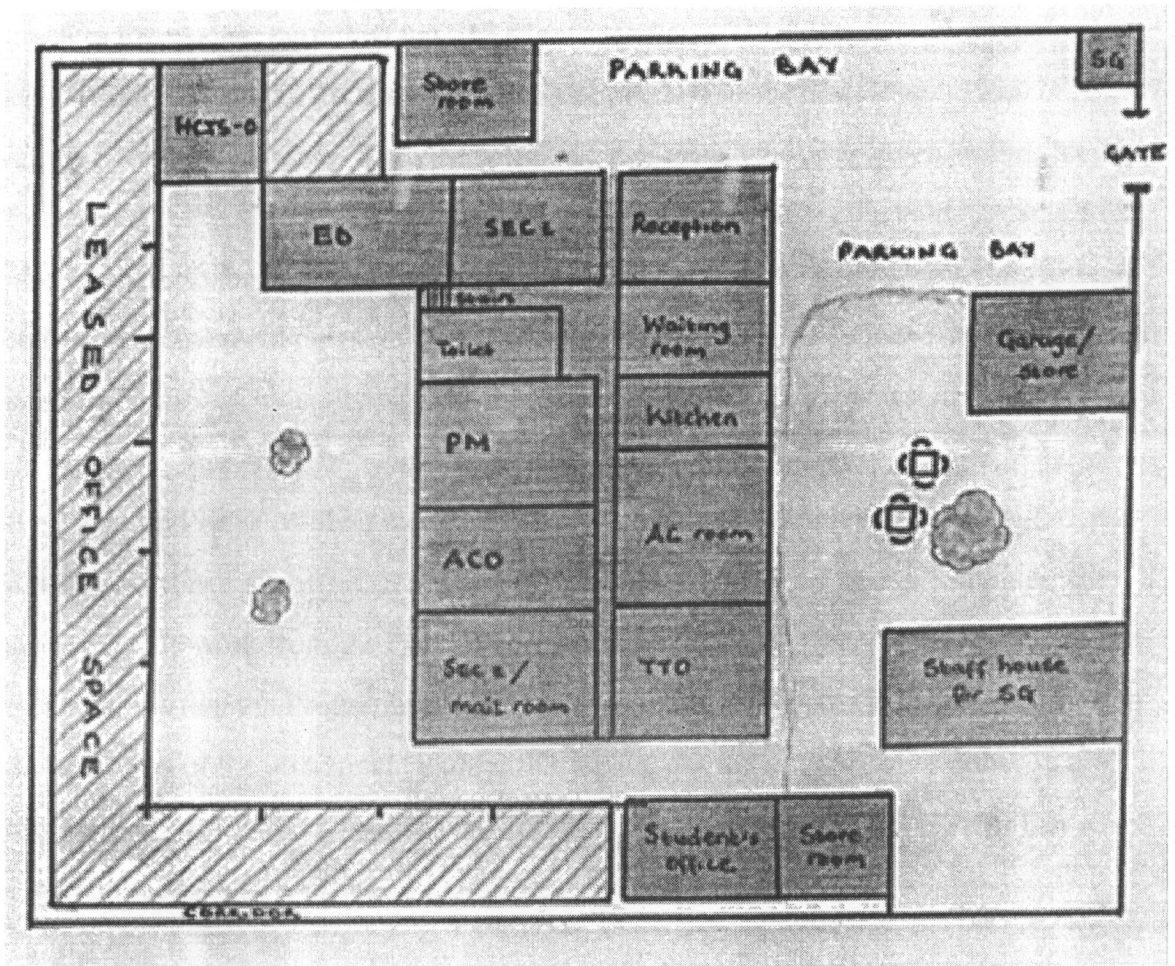 PARKING BAY
SG
GATE
Store
room
HCTS-O
LEASED OFFICE SPACE
ED
SEC 1
Reception
PARKING BAY
Stairs
Toilet
Waiting
room
Garage/
store
Kitchen
PM
AC room
ACO
Sec 2/
mail room
TTO
Staff house
for SG
Student's
office
Store
room
CORRIDOR